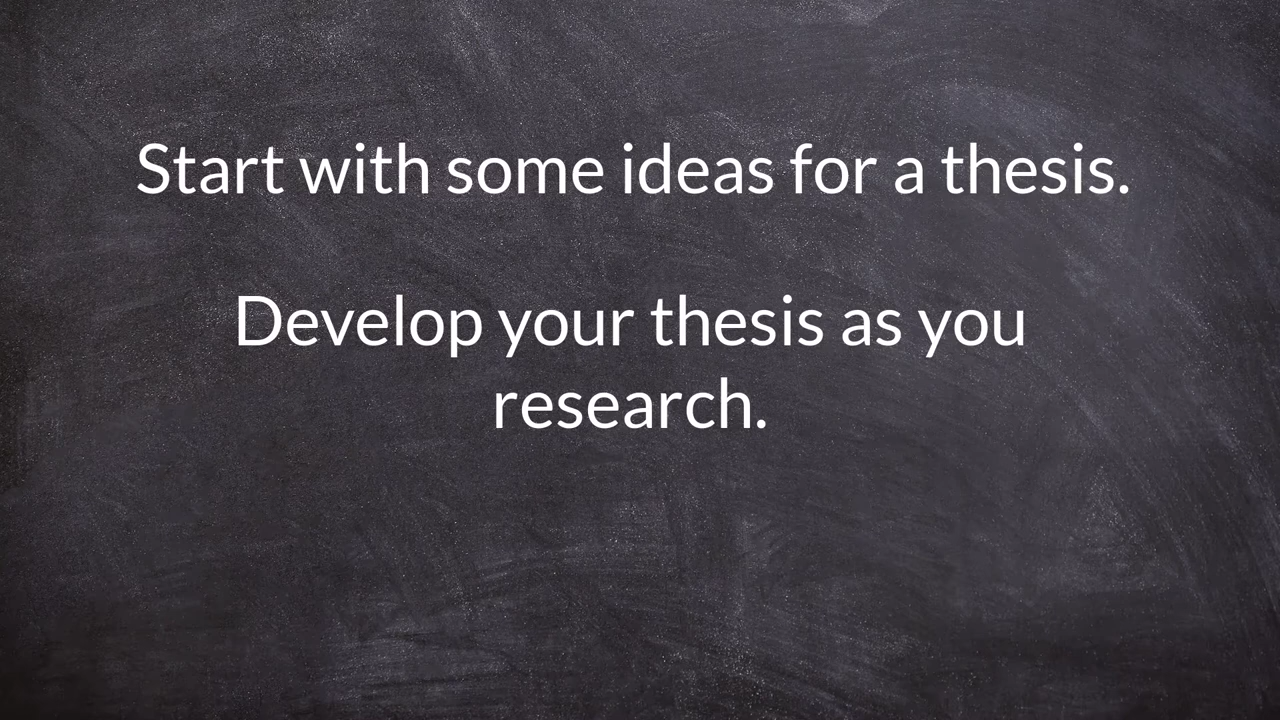 Start with some ideas for a thesis.
Develop your thesis as you
research.